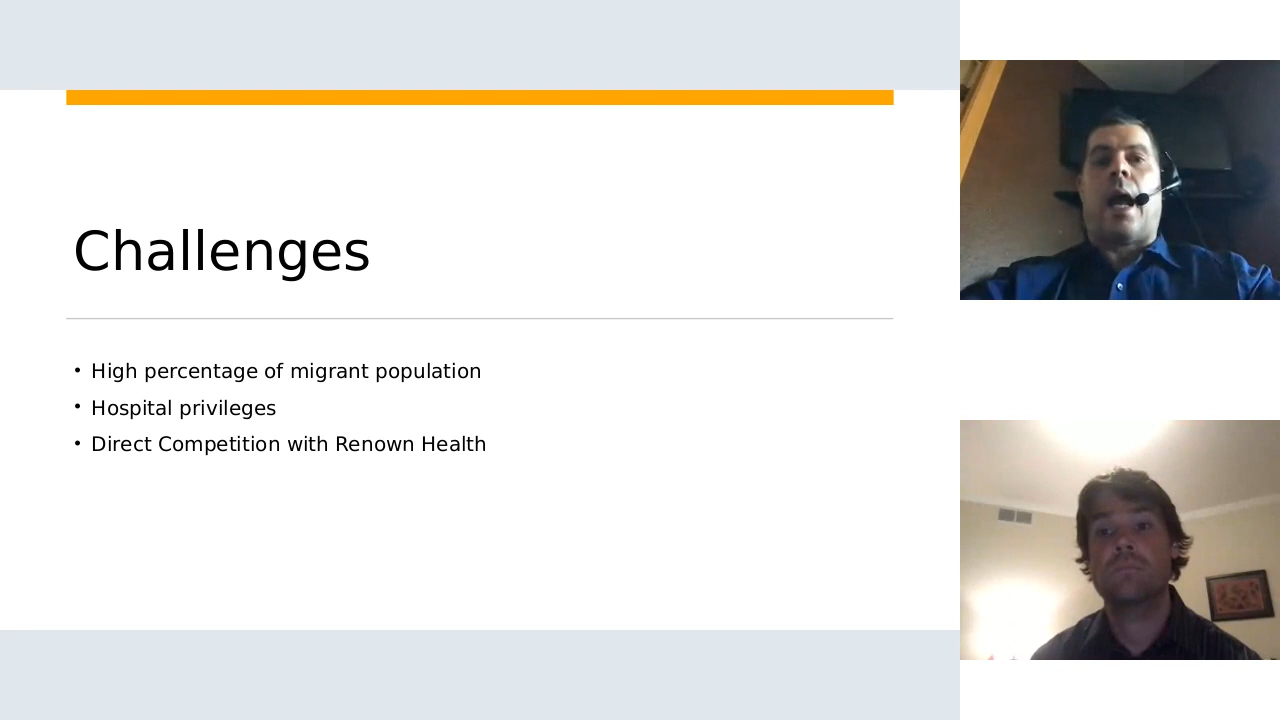 Challenges
• High percentage of migrant population
• Hospital privileges
• Direct Competition with Renown Health